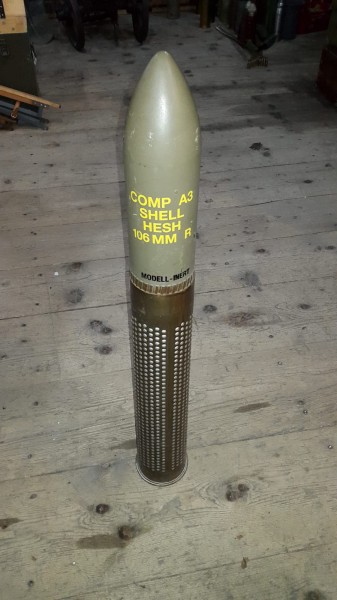 COMP A3
SHELL
HESH
106 MM R
MODELL-INERT